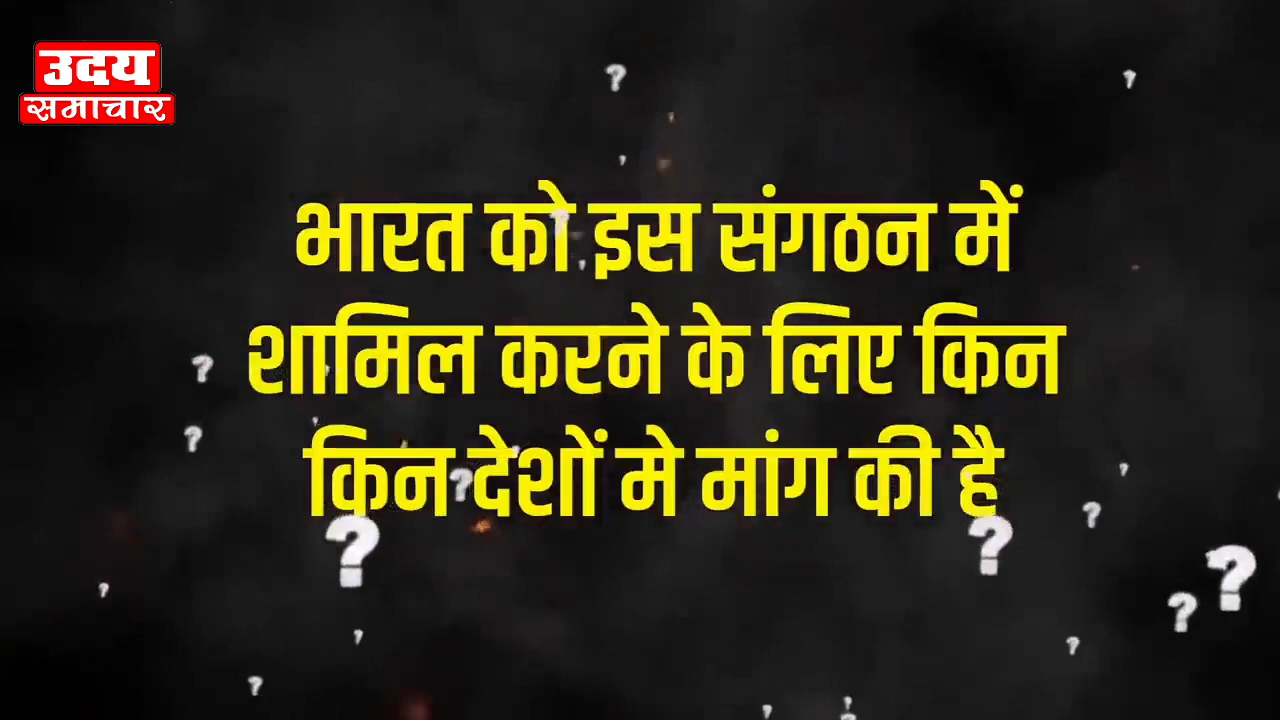 उदय
समाचार
भारत को इस संगठन में
शामिल करने के लिए किन
किन देशों मे मांग की है